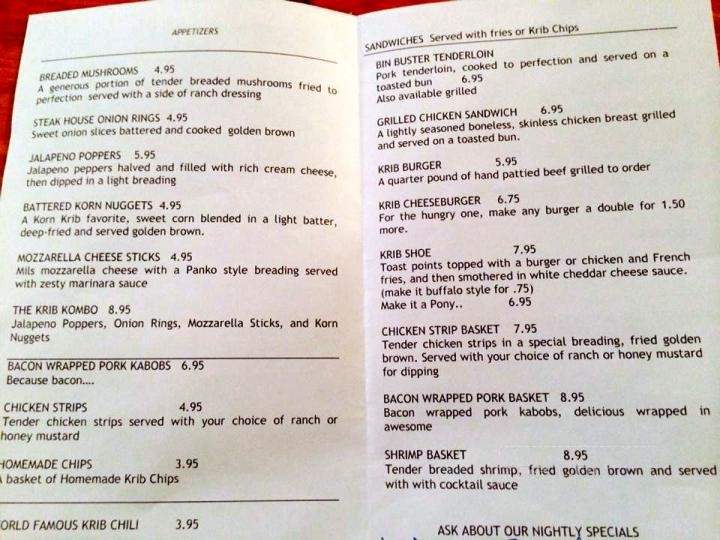 APPETIZERS
BREADED MUSHROOMS 4.95
A generous portion of tender breaded mushrooms fried to
perfection served with a side of ranch dressing
STEAK HOUSE ONION RINGS 4.95
Sweet onion slices battered and cooked golden brown
JALAPENO POPPERS 5.95
Jalapeno peppers halved and filled with rich cream cheese,
then dipped in a light breading
BATTERED KORN NUGGETS 4.95
A Korn Krib favorite, sweet corn blended in a light batter,
deep-fried and served golden brown.
MOZZARELLA CHEESE STICKS 4.95
Mils mozzarella cheese with a Panko style breading served
with zesty marinara sauce
THE KRIB KOMBO 8.95
Jalapeno Poppers, Onion Rings, Mozzarella Sticks, and Korn
Nuggets
BACON WRAPPED PORK KABOBS 6.95
Because bacon....
CHICKEN STRIPS 4.95
Tender chicken strips served with your choice of ranch or
honey mustard
HOMEMADE CHIPS 3.95
A basket of Homemade Krib Chips
ORLD FAMOUS KRIB CHILI 3.95
SANDWICHES Served with fries or Krib Chips
BIN BUSTER TENDERLOIN
Pork tenderloin, cooked to perfection and served on a
toasted bun 6.95
Also available grilled
GRILLED CHICKEN SANDWICH 6.95
A lightly seasoned boneless, skinless chicken breast grilled
and served on a toasted bun.
KRIB BURGER 5.95
A quarter pound of hand pattied beef grilled to order
KRIB CHEESEBURGER 6.75
For the hungry one, make any burger a double for 1.50
more.
KRIB SHOE 7.95
Toast points topped with a burger or chicken and French
fries, and then smothered in white cheddar cheese sauce.
(make it buffalo style for .75)
Make it a Pony.. 6.95
CHICKEN STRIP BASKET 7.95
Tender chicken strips in a special breading, fried golden
brown. Served with your choice of ranch or honey mustard
for dipping
BACON WRAPPED PORK BASKET 8.95
Bacon wrapped pork kabobs, delicious wrapped in
awesome
SHRIMP BASKET 8.95
Tender breaded shrimp, fried golden brown and served
with with cocktail sauce
ASK ABOUT OUR NIGHTLY SPECIALS